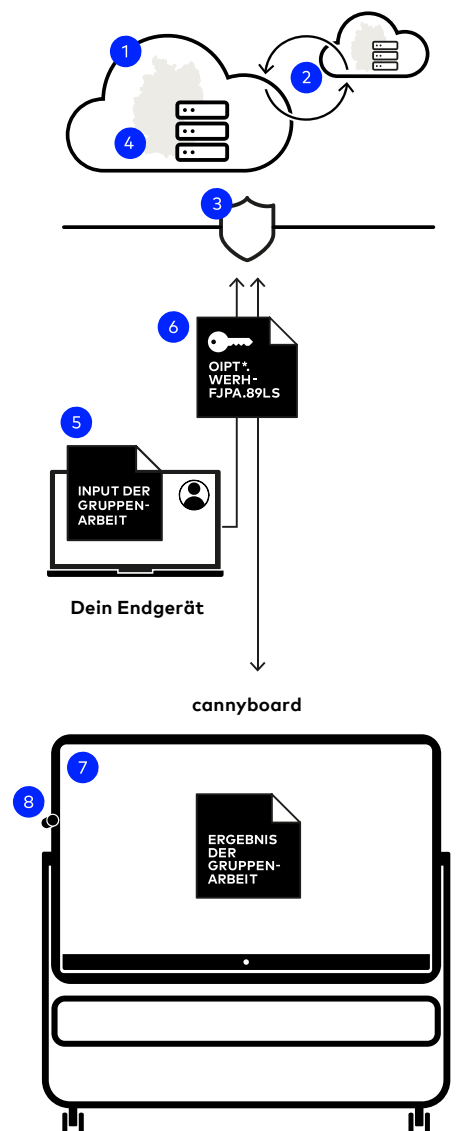 1
2
4
3
6
OIPT*.
WERH-
FJPA.89LS
5
INPUT DER
GRUPPEN-
ARBEIT
Dein Endgerät
cannyboard
7
8
ERGEBNIS
DER
GRUPPEN-
ARBEIT